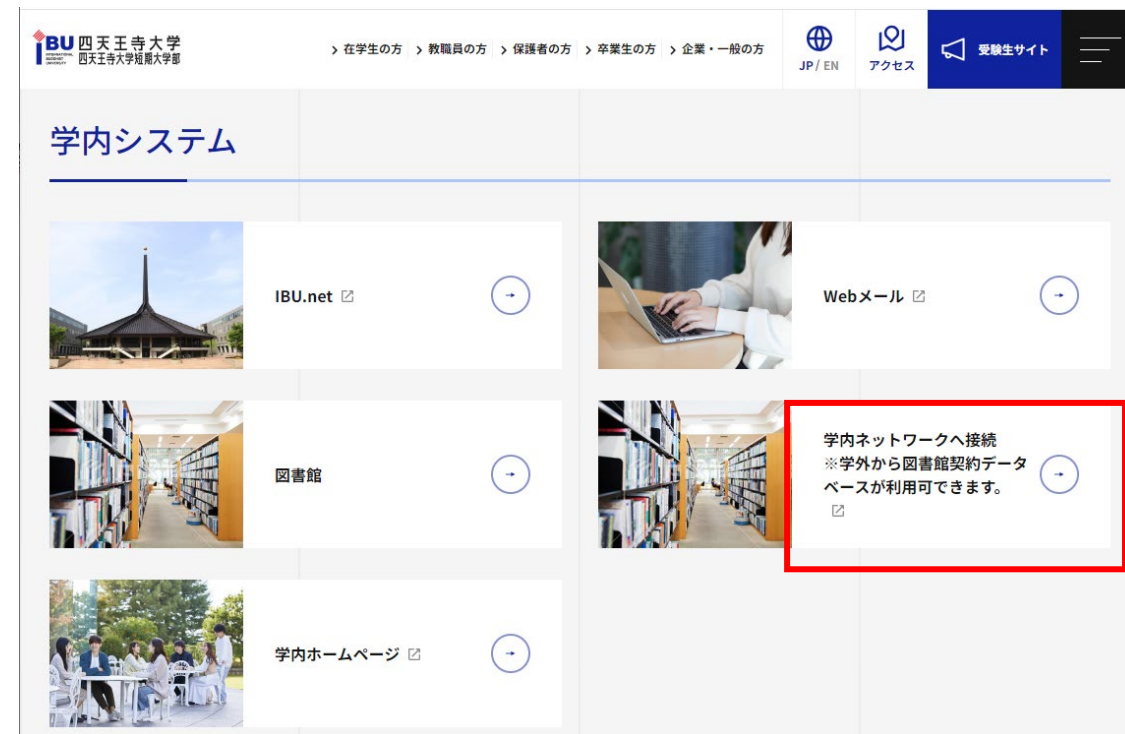 IBU 四天王寺大学
四天王寺大学短期大学部
INTERNATIONAL BUDDHIST UNIVERSITY
> 在学生の方 > 教職員の方 > 保護者の方 > 卒業生の方 > 企業・一般の方
JP/ EN
アクセス
受験生サイト
学内システム
IBU.net
Webメール
図書館
学内ネットワークへ接続
※学外から図書館契約データ
ベースが利用可できます。
学内ホームページ